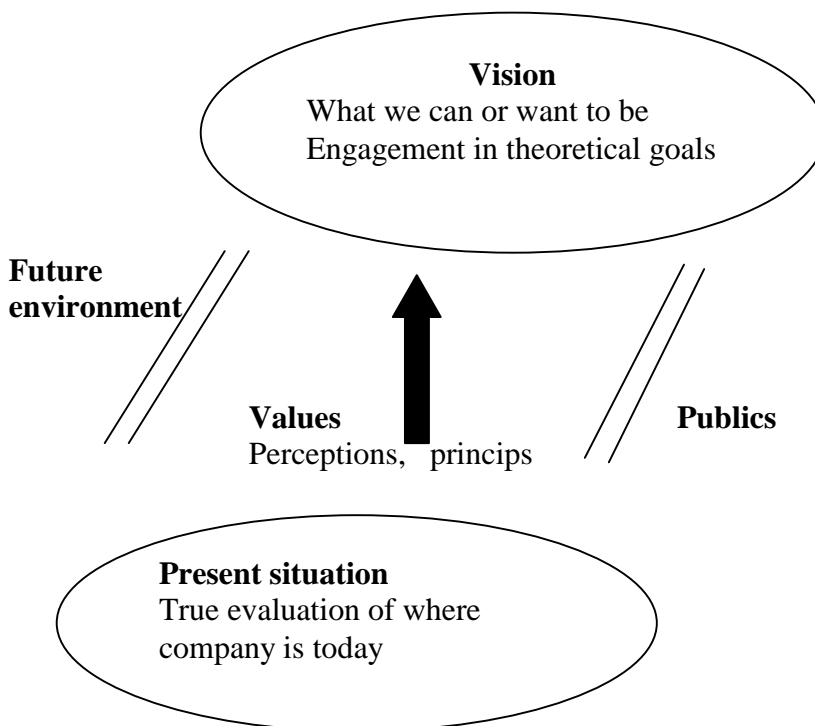 Vision
What we can or want to be
Engagement in theoretical goals
Future
environment
Values
Perceptions, princips
Publics
Present situation
True evaluation of where
company is today